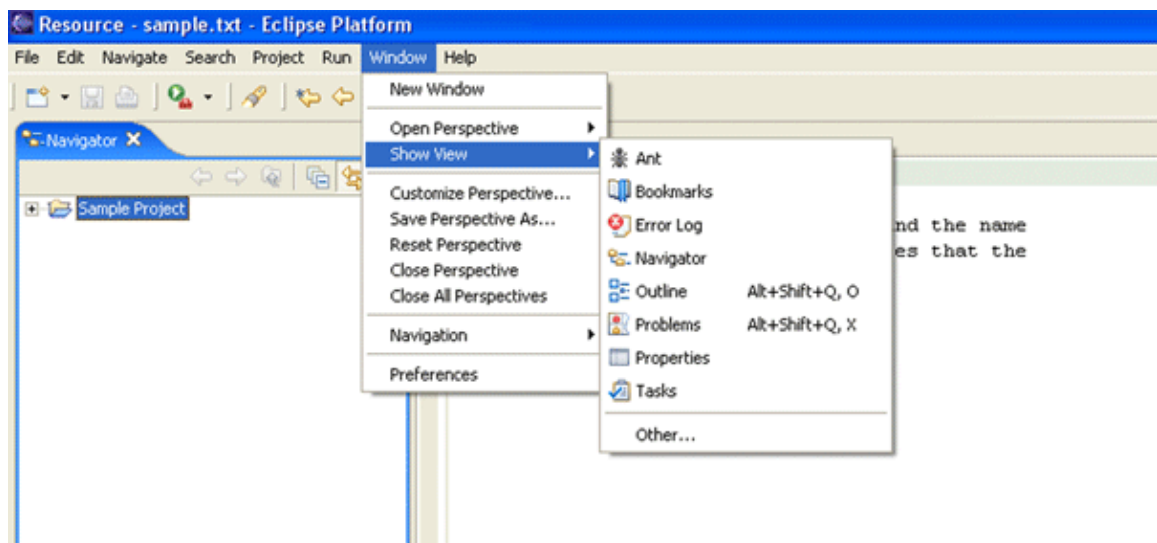 Resource - sample.txt - Eclipse Platform
File Edit Navigate Search Project Run Window Help
Navigator
Sample Project
New Window
Open Perspective
Show View
Customize Perspective...
Save Perspective As...
Reset Perspective
Close Perspective
Close All Perspectives
Navigation
Preferences
Ant
Bookmarks
Error Log
Navigator
Outline Alt+Shift+Q, O
Problems Alt+Shift+Q, X
Properties
Tasks
Other...
nd the name
es that the